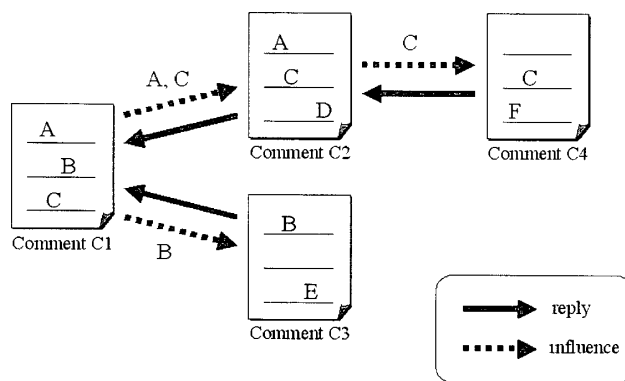 A
B
C
Comment C1
A, C
B
A
C
D
Comment C2
B
E
Comment C3
C
C
F
Comment C4
reply
influence